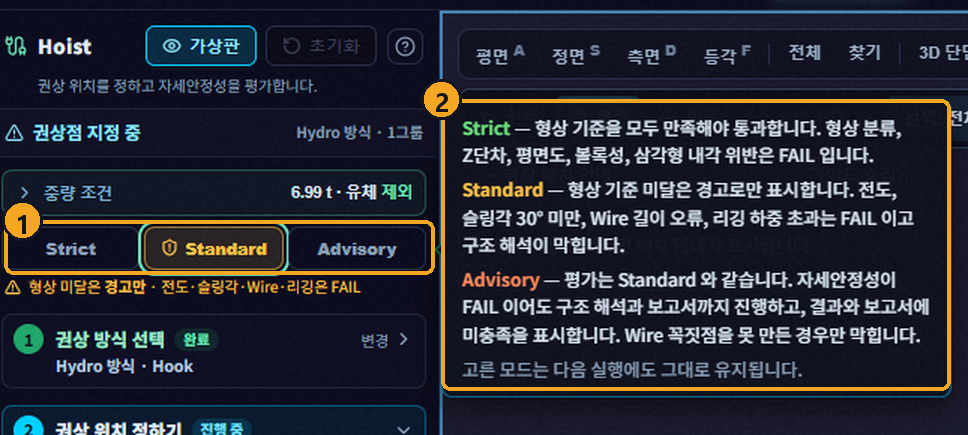 Hoist
가상판
초기화
?
권상 위치를 정하고 자세안정성을 평가합니다.
권상점 지정 중
Hydro 방식 · 1그룹
중량 조건
6.99 t · 유체 제외
1
Strict
Standard
Advisory
형상 미달은 경고만 · 전도·슬링각·Wire·리깅은 FAIL
1 권상 방식 선택 완료
변경
Hydro 방식 · Hook
2 권상 위치 정하기 진행 중
평면 A 정면 S 측면 D 등각 F 전체 찾기 3D 단면
2
Strict — 형상 기준을 모두 만족해야 통과합니다. 형상 분류,
Z단차, 평면도, 볼록성, 삼각형 내각 위반은 FAIL 입니다.
Standard — 형상 기준 미달은 경고로만 표시합니다. 전도,
슬링각 30° 미만, Wire 길이 오류, 리깅 하중 초과는 FAIL 이고
구조 해석이 막힙니다.
Advisory — 평가는 Standard 와 같습니다. 자세안정성이
FAIL 이어도 구조 해석과 보고서까지 진행하고, 결과와 보고서에
미충족을 표시합니다. Wire 꼭짓점을 못 만든 경우만 막힙니다.
고른 모드는 다음 실행에도 그대로 유지됩니다.